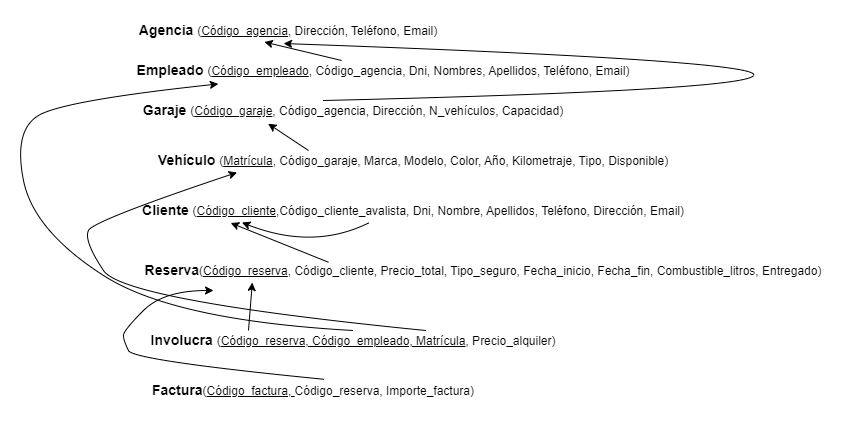 Agencia (Código_agencia, Dirección, Teléfono, Email)
Empleado (Código_empleado, Código_agencia, Dni, Nombres, Apellidos, Teléfono, Email)
Garaje (Código_garaje, Código_agencia, Dirección, N_vehículos, Capacidad)
Vehículo (Matrícula, Código_garaje, Marca, Modelo, Color, Año, Kilometraje, Tipo, Disponible)
Cliente (Código_cliente,Código_cliente_avalista, Dni, Nombre, Apellidos, Teléfono, Dirección, Email)
Reserva(Código_reserva, Código_cliente, Precio_total, Tipo_seguro, Fecha_inicio, Fecha_fin, Combustible_litros, Entregado)
Involucra (Código_reserva, Código_empleado, Matrícula, Precio_alquiler)
Factura(Código_factura, Código_reserva, Importe_factura)